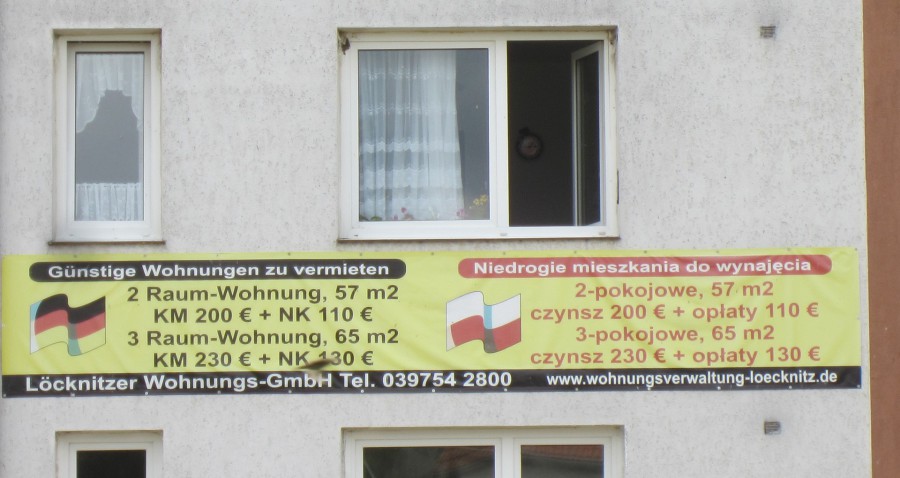 Günstige Wohnungen zu vermieten
2 Raum-Wohnung, 57 m2
KM 200 € + NK 110 €
3 Raum-Wohnung, 65 m2
KM 230 € + NK 130 €
Niedrogie mieszkania do wynajęcia
2-pokojowe, 57 m2
czynsz 200 € + opłaty 110 €
3-pokojowe, 65 m2
czynsz 230 € + opłaty 130 €
Löcknitzer Wohnungs-GmbH Tel. 039754 2800
www.wohnungsverwaltung-loecknitz.de